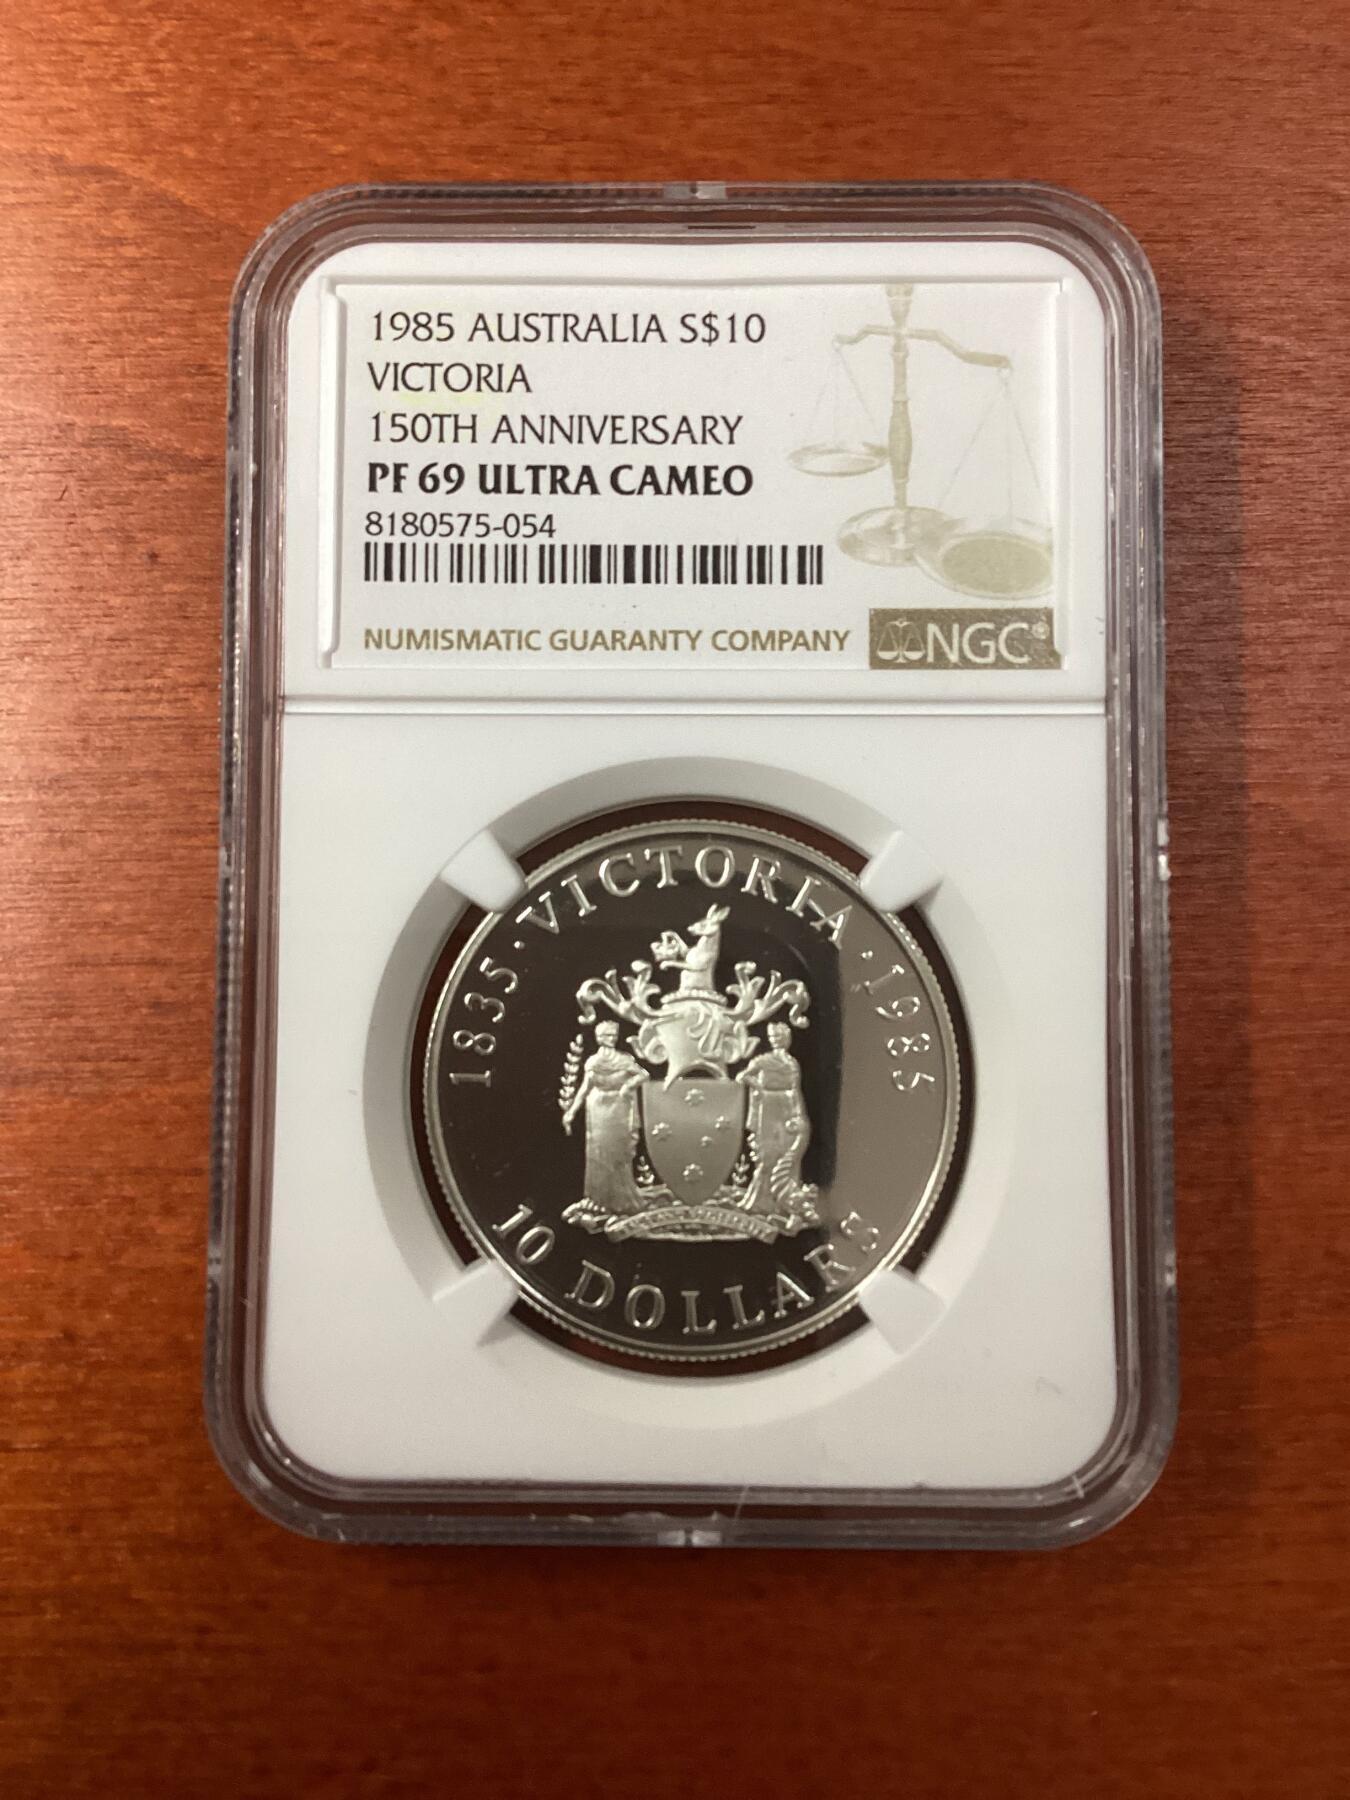 1985 AUSTRALIA S$10
VICTORIA
150TH ANNIVERSARY
PF 69 ULTRA CAMEO
8180575-054
NUMISMATIC GUARANTY COMPANY
NGC®
1835 · VICTORIA · 1985
10 DOLLARS